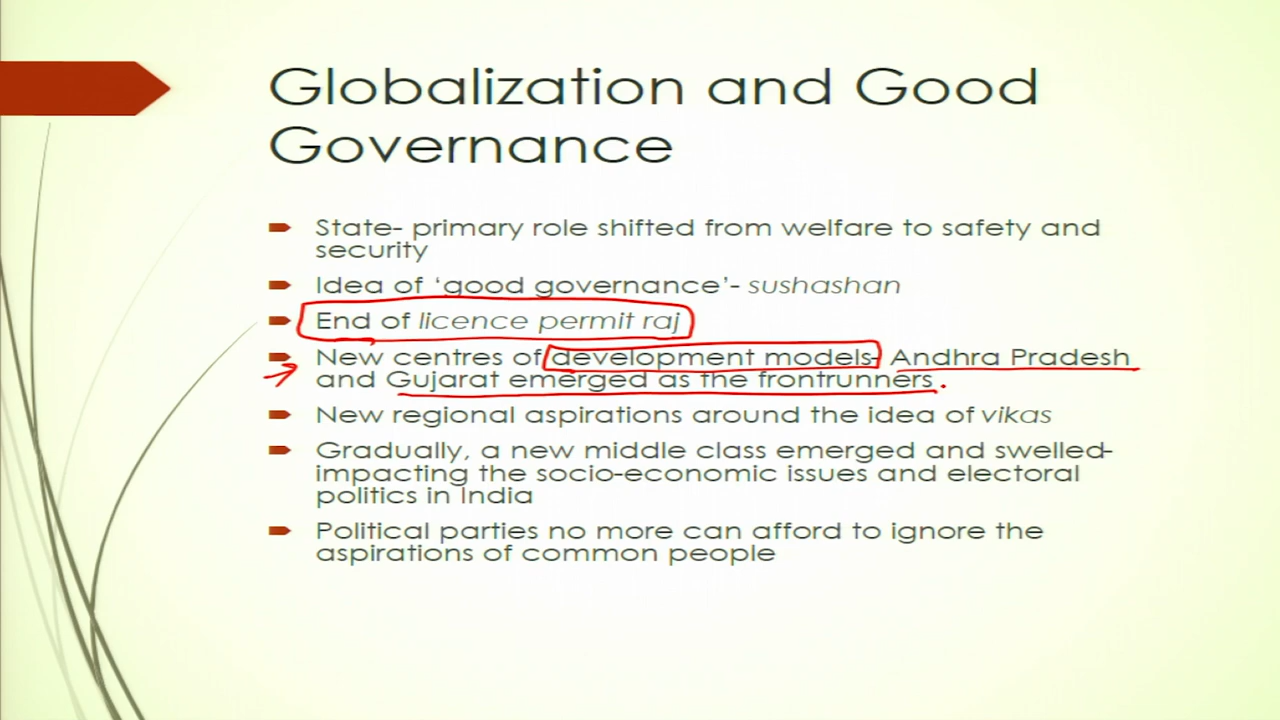 Globalization and Good
Governance
State- primary role shifted from welfare to safety and
security
Idea of ‘good governance’- sushashan
End of licence permit raj
New centres of development models- Andhra Pradesh
and Gujarat emerged as the frontrunners
New regional aspirations around the idea of vikas
Gradually, a new middle class emerged and swelled-
impacting the socio-economic issues and electoral
politics in India
Political parties no more can afford to ignore the
aspirations of common people